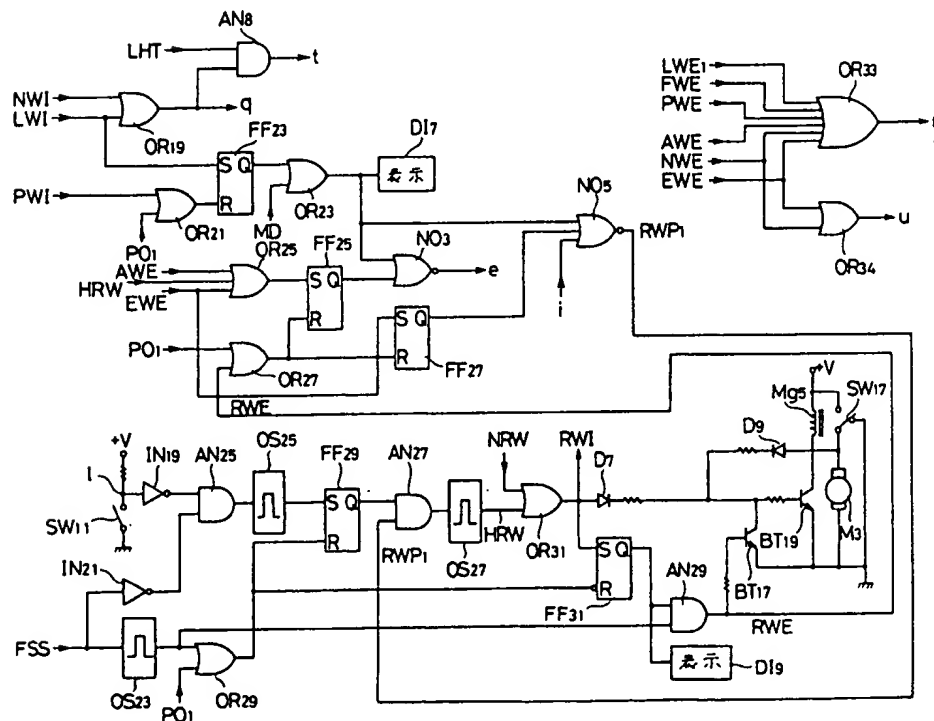 AN8
LHT
t
NWI
LWI
q
OR19
FF23
S Q
R
DI7
表示
PWI
OR21
PO1
MD
OR23
OR25
AWE
HRW
EWE
FF25
S Q
R
NO3
e
NO5
RWP1
i
PO1
OR27
RWE
S Q
R
FF27
LWE1
FWE
PWE
AWE
NWE
EWE
OR33
OR34
u
+V
I
SW11
IN19
AN25
OS25
FF29
S Q
R
AN27
RWP1
OS27
HRW
NRW
OR31
RWI
D7
D9
+V
Mg5
SW17
M3
BT19
BT17
S Q
R
FF31
AN29
RWE
表示
DI9
IN21
FSS
OS23
PO1
OR29